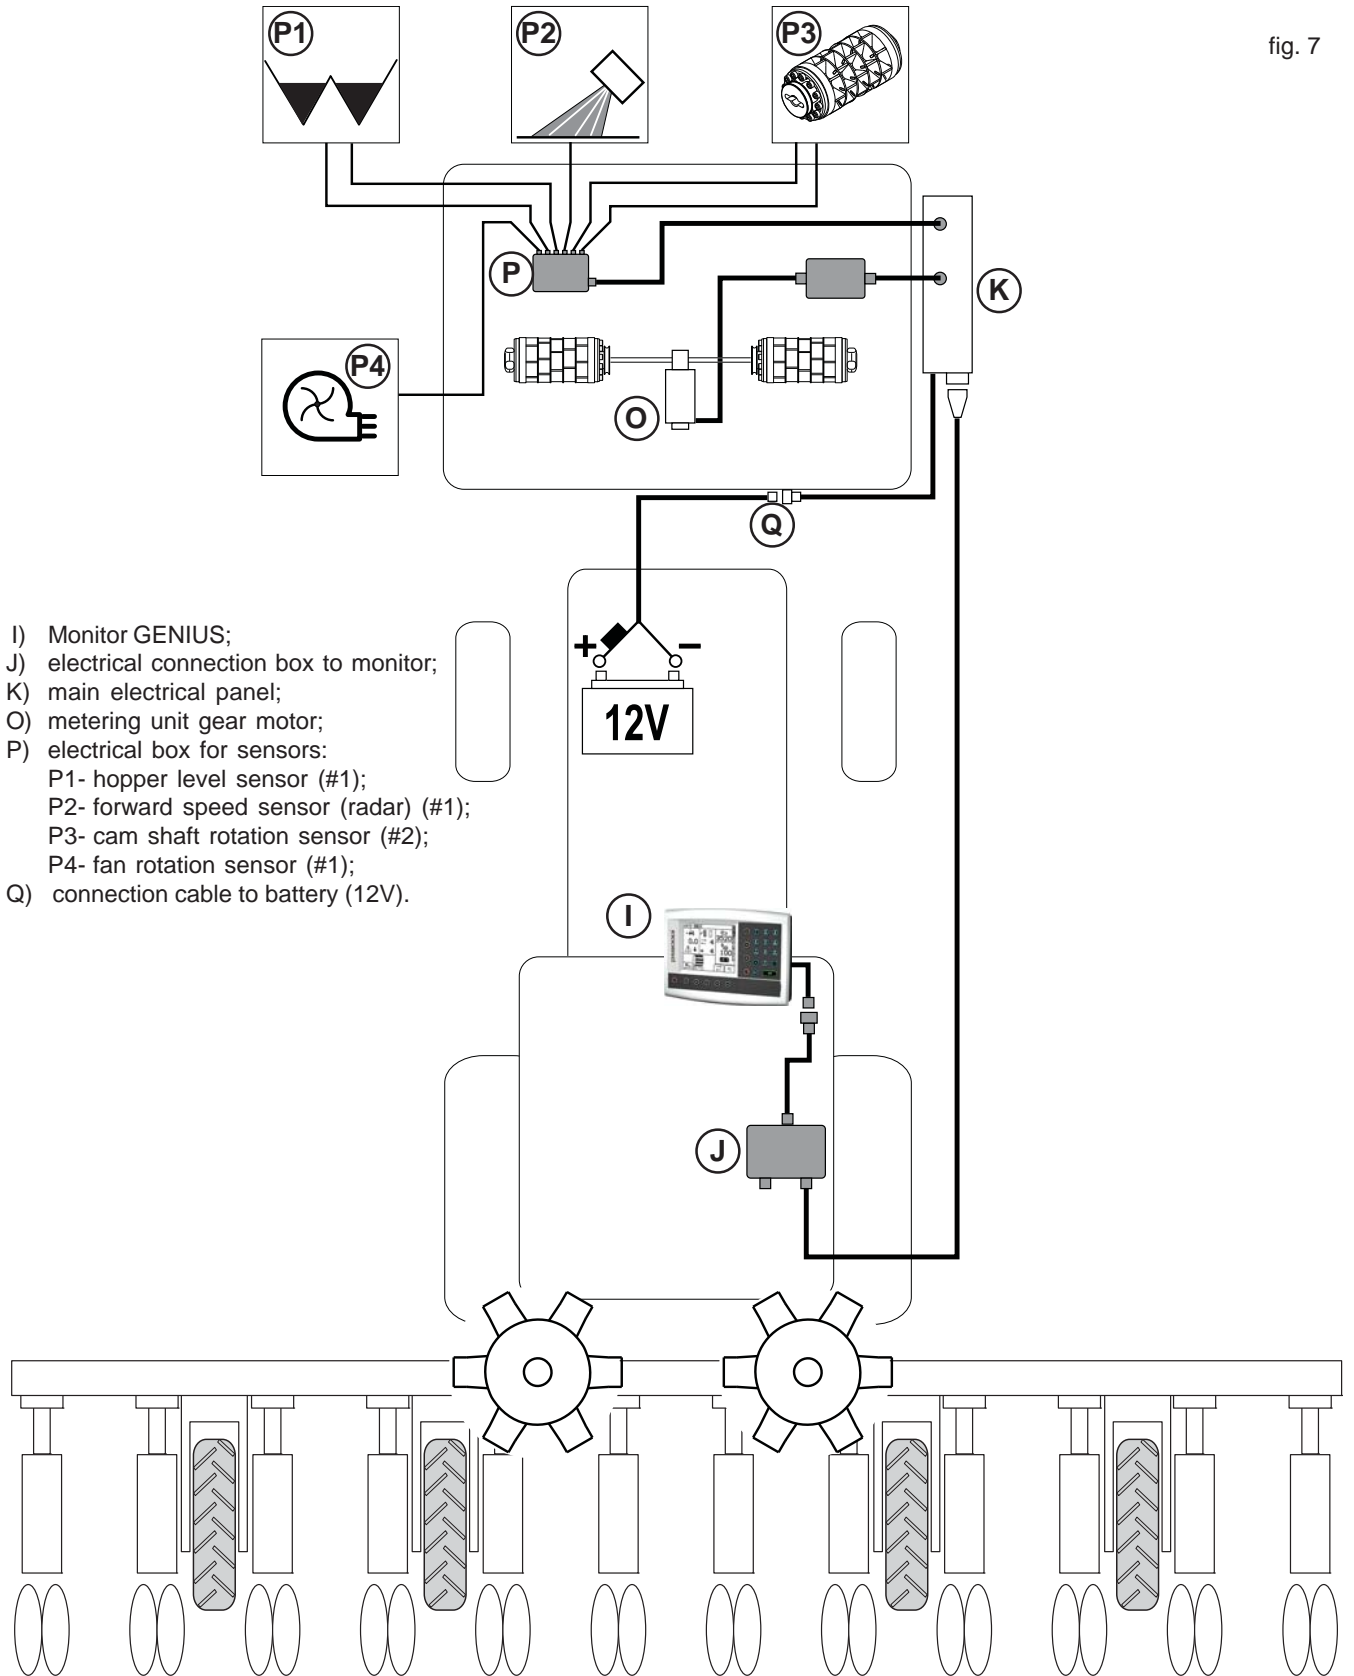 P1
P2
P3
fig. 7
P
K
P4
O
Q
I) Monitor GENIUS;
J) electrical connection box to monitor;
K) main electrical panel;
O) metering unit gear motor;
P) electrical box for sensors:
P1- hopper level sensor (#1);
P2- forward speed sensor (radar) (#1);
P3- cam shaft rotation sensor (#2);
P4- fan rotation sensor (#1);
Q) connection cable to battery (12V).
+ −
12V
I
J